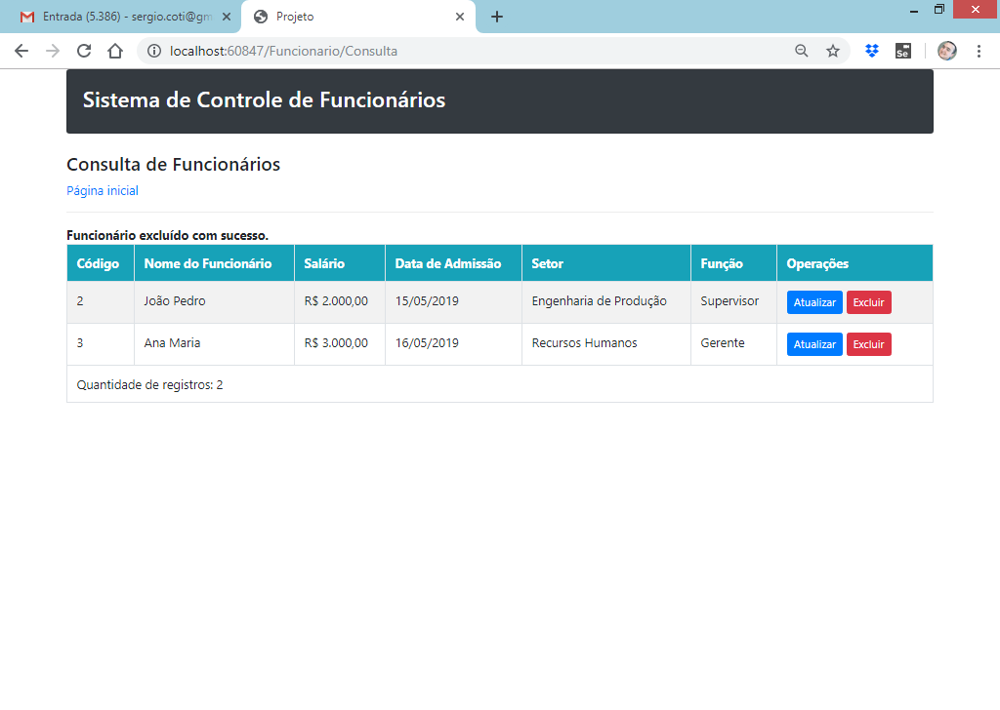 Entrada (5.386) - sergio.coti@gm
Projeto
localhost:60847/Funcionario/Consulta
Se
Sistema de Controle de Funcionários
Consulta de Funcionários
Página inicial
Funcionário excluído com sucesso.
Código Nome do Funcionário Salário Data de Admissão Setor Função Operações
2 João Pedro R$ 2.000,00 15/05/2019 Engenharia de Produção Supervisor Atualizar Excluir
3 Ana Maria R$ 3.000,00 16/05/2019 Recursos Humanos Gerente Atualizar Excluir
Quantidade de registros: 2